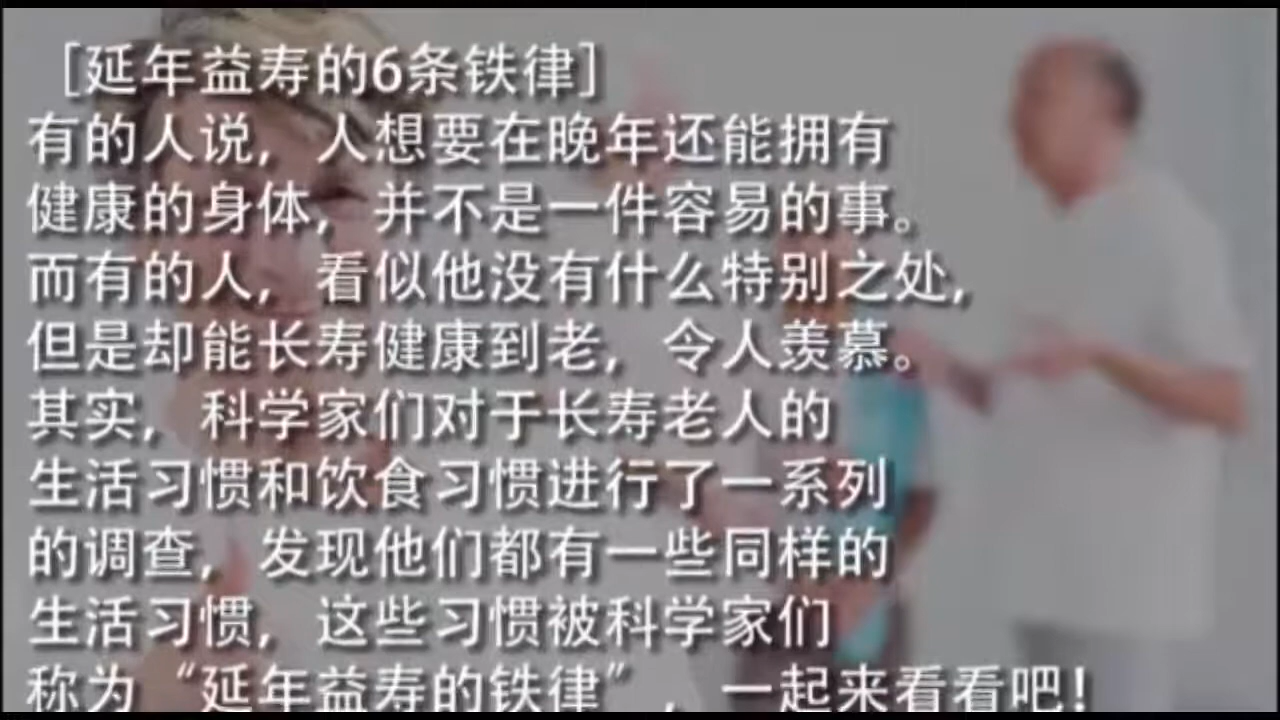 [延年益寿的6条铁律]
有的人说，人想要在晚年还能拥有
健康的身体，并不是一件容易的事。
而有的人，看似他没有什么特别之处，
但是却能长寿健康到老，令人羡慕。
其实，科学家们对于长寿老人的
生活习惯和饮食习惯进行了一系列
的调查，发现他们都有一些同样的
生活习惯，这些习惯被科学家们
称为“延年益寿的铁律”，一起来看看吧！